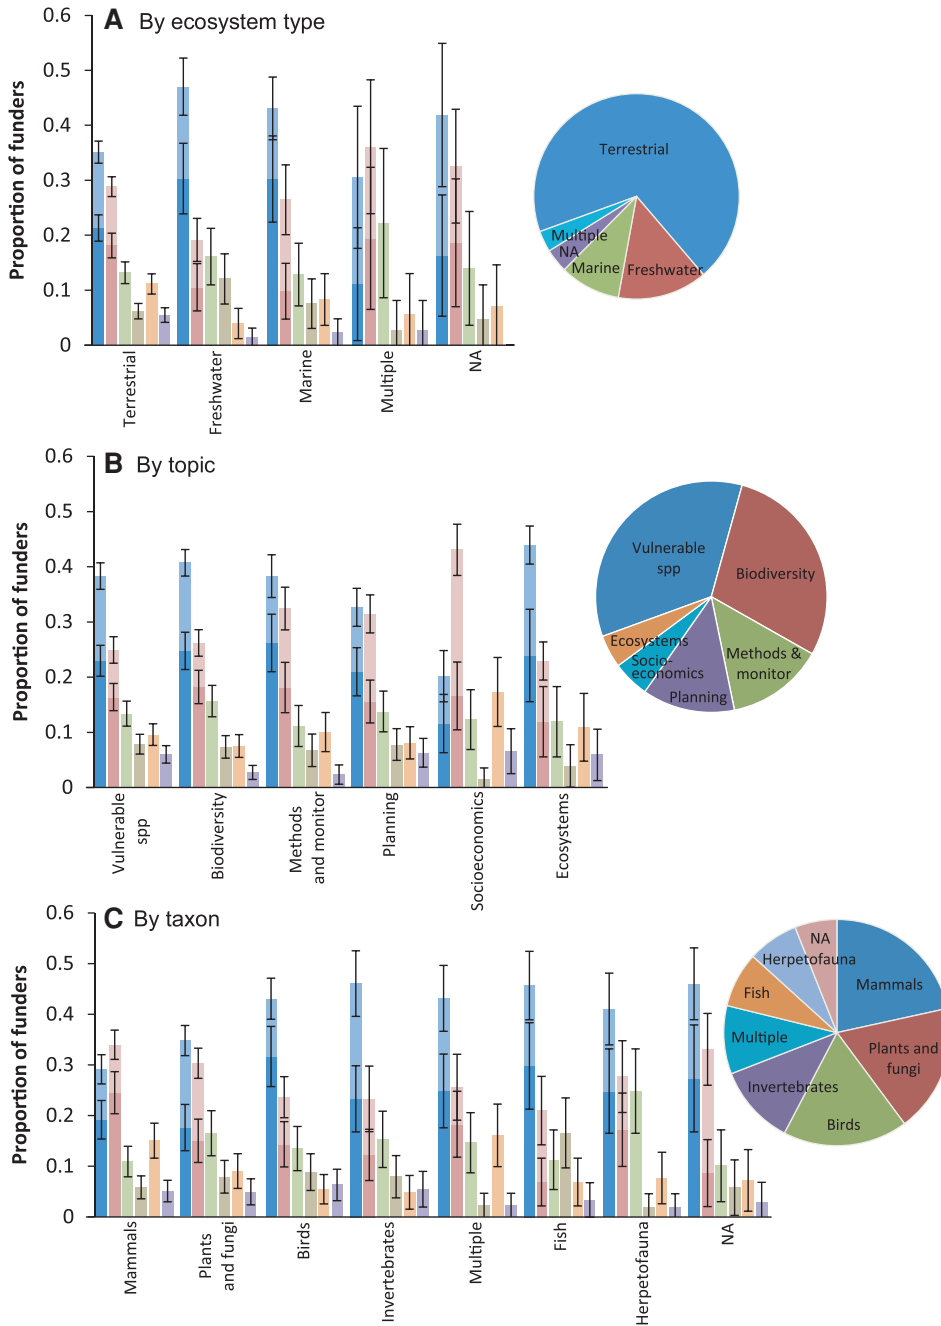 A By ecosystem type
Proportion of funders
0.6
0.5
0.4
0.3
0.2
0.1
0
Terrestrial
Freshwater
Marine
Multiple
NA
Terrestrial
Multiple
NA
Marine
Freshwater
B By topic
Proportion of funders
0.6
0.5
0.4
0.3
0.2
0.1
0
Vulnerable
spp
Biodiversity
Methods
and monitor
Planning
Socioeconomics
Ecosystems
Vulnerable
spp
Biodiversity
Ecosystems
Socio-
economics
Methods &
monitor
Planning
C By taxon
Proportion of funders
0.6
0.5
0.4
0.3
0.2
0.1
0
Mammals
Plants
and fungi
Birds
Invertebrates
Multiple
Fish
Herpetofauna
NA
NA
Herpetofauna
Mammals
Fish
Multiple
Plants and
fungi
Invertebrates
Birds